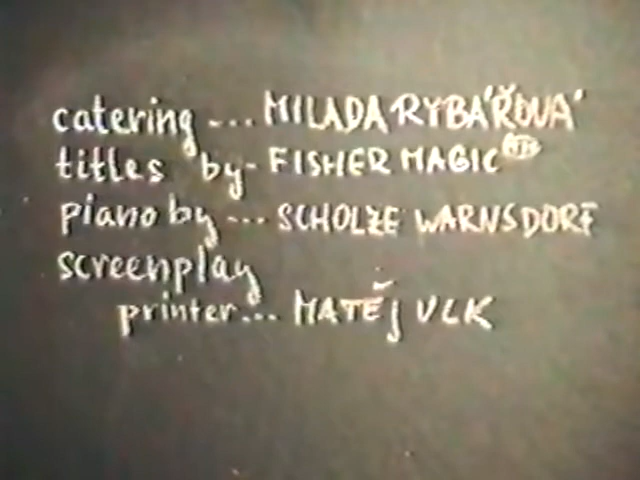 catering ... MILADA RYBÁŘOVÁ
titles by - FISHER MAGIC
piano by ... SCHOLZE WARNSDORF
screenplay
printer... MATĚJ VLK